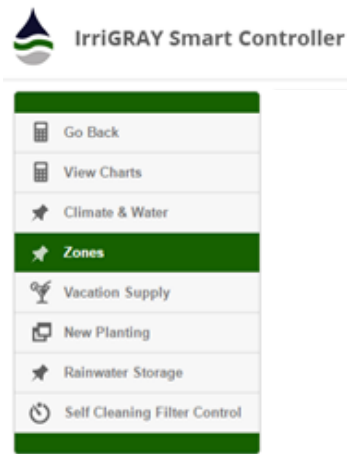 IrriGRAY Smart Controller
Go Back
View Charts
Climate & Water
Zones
Vacation Supply
New Planting
Rainwater Storage
Self Cleaning Filter Control